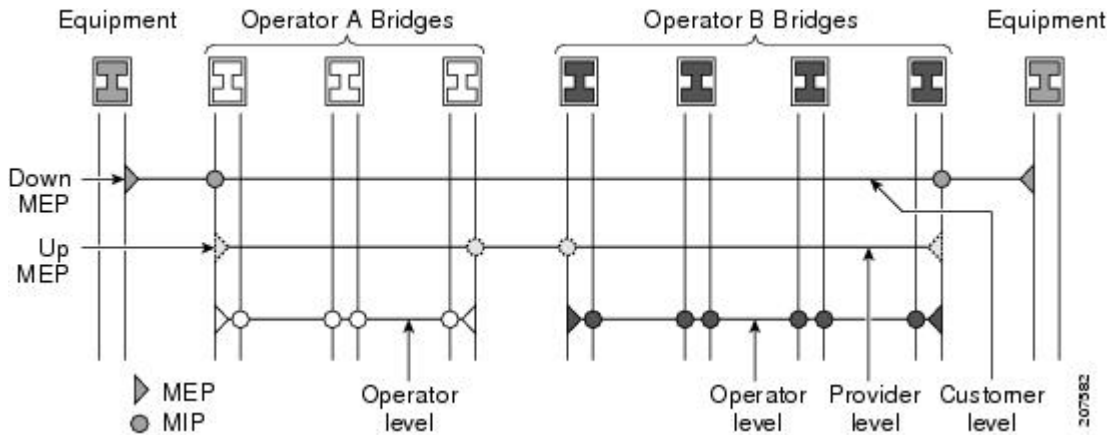 Equipment
Operator A Bridges
Operator B Bridges
Equipment
Down
MEP
Up
MEP
MEP
MIP
Operator
level
Operator
level
Provider
level
Customer
level
207582